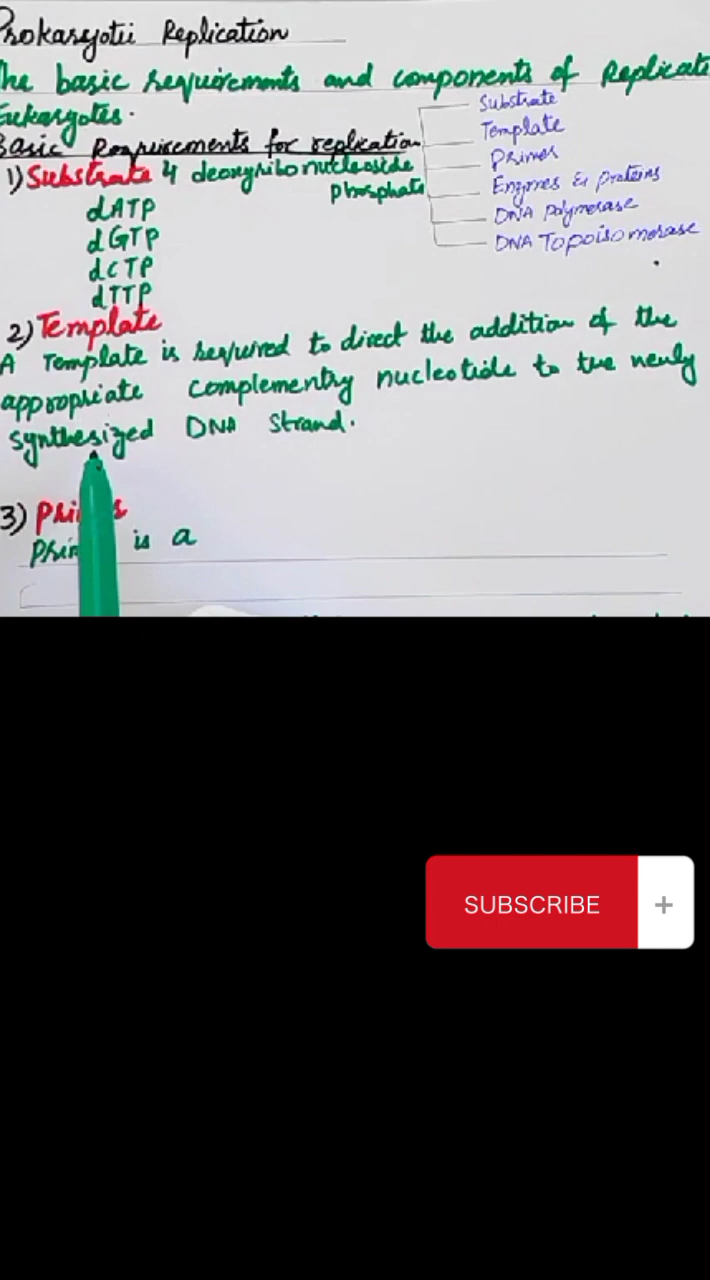 Prokaryotic Replication
The basic requirements and components of Replicati
Eukaryotes.
Basic Requirements for replication
Substrate
Template
Primer
Enzymes & Proteins
DNA Polymerase
DNA Topoisomerase
1) Substrate 4 deoxyribonucleoside
phosphate
dATP
dGTP
dCTP
dTTP
2) Template
A Template is required to direct the addition of the
appropriate complementry nucleotide to the newly
synthesized DNA strand.
3)
is a
SUBSCRIBE +